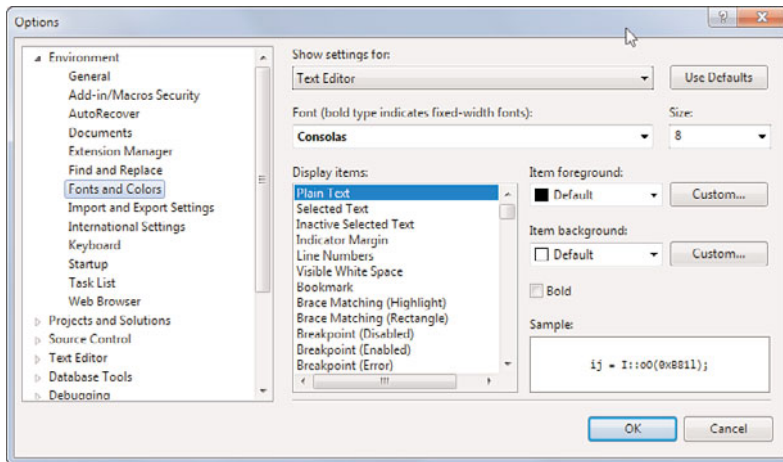 Options
Environment
General
Add-in/Macros Security
AutoRecover
Documents
Extension Manager
Find and Replace
Fonts and Colors
Import and Export Settings
International Settings
Keyboard
Startup
Task List
Web Browser
Projects and Solutions
Source Control
Text Editor
Database Tools
Debugging
Show settings for:
Text Editor
Use Defaults
Font (bold type indicates fixed-width fonts):
Size:
Consolas
8
Display items:
Plain Text
Selected Text
Inactive Selected Text
Indicator Margin
Line Numbers
Visible White Space
Bookmark
Brace Matching (Highlight)
Brace Matching (Rectangle)
Breakpoint (Disabled)
Breakpoint (Enabled)
Breakpoint (Error)
Item foreground:
Default
Custom...
Item background:
Default
Custom...
Bold
Sample:
ij = I::oO(0xB81l);
OK
Cancel